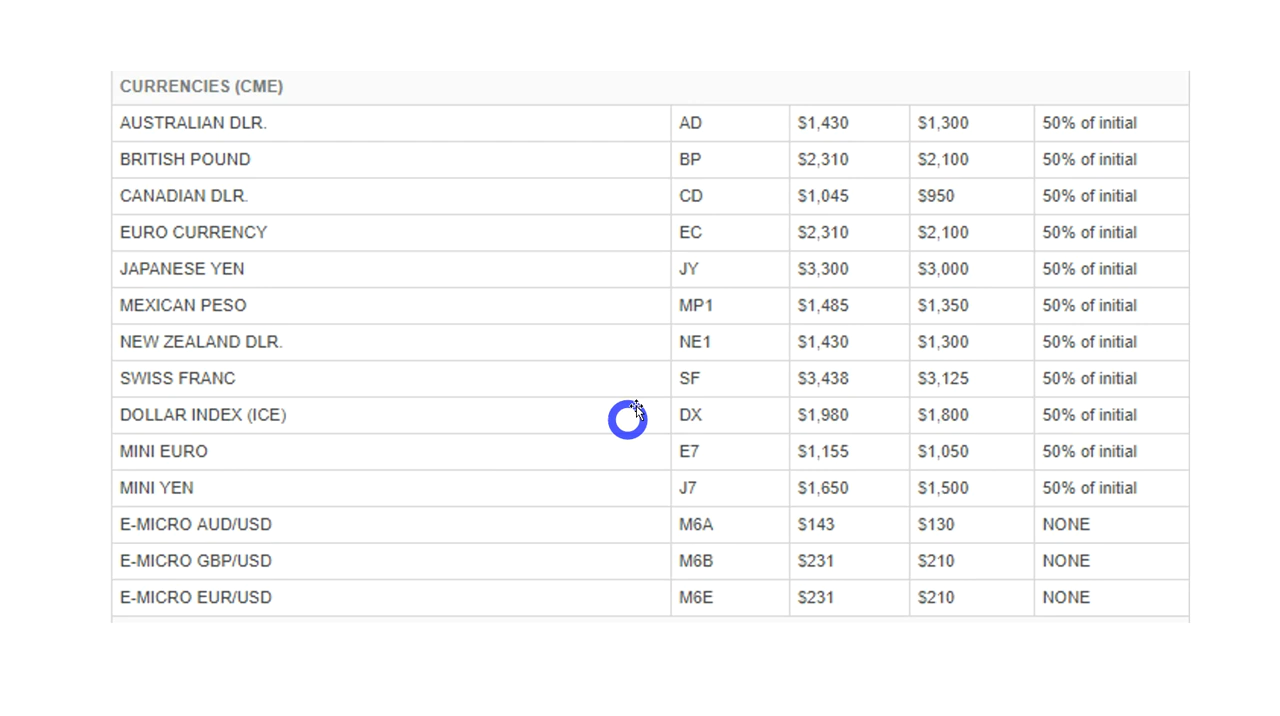 CURRENCIES (CME)
AUSTRALIAN DLR. AD $1,430 $1,300 50% of initial
BRITISH POUND BP $2,310 $2,100 50% of initial
CANADIAN DLR. CD $1,045 $950 50% of initial
EURO CURRENCY EC $2,310 $2,100 50% of initial
JAPANESE YEN JY $3,300 $3,000 50% of initial
MEXICAN PESO MP1 $1,485 $1,350 50% of initial
NEW ZEALAND DLR. NE1 $1,430 $1,300 50% of initial
SWISS FRANC SF $3,438 $3,125 50% of initial
DOLLAR INDEX (ICE) DX $1,980 $1,800 50% of initial
MINI EURO E7 $1,155 $1,050 50% of initial
MINI YEN J7 $1,650 $1,500 50% of initial
E-MICRO AUD/USD M6A $143 $130 NONE
E-MICRO GBP/USD M6B $231 $210 NONE
E-MICRO EUR/USD M6E $231 $210 NONE